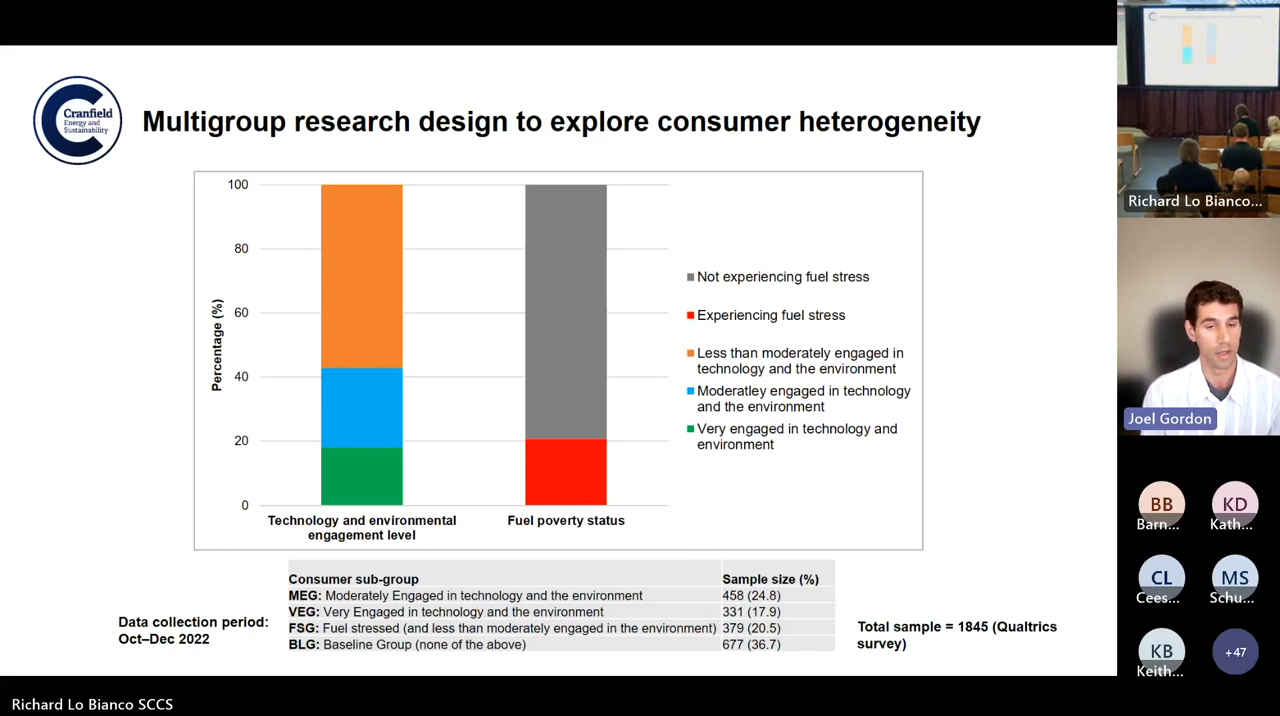 Cranfield
Energy and
Sustainability
Multigroup research design to explore consumer heterogeneity
Percentage (%)
100
80
60
40
20
0
Technology and environmental
engagement level
Fuel poverty status
Not experiencing fuel stress
Experiencing fuel stress
Less than moderately engaged in
technology and the environment
Moderatley engaged in technology
and the environment
Very engaged in technology and
environment
Data collection period:
Oct–Dec 2022
Consumer sub-group Sample size (%)
MEG: Moderately Engaged in technology and the environment 458 (24.8)
VEG: Very Engaged in technology and the environment 331 (17.9)
FSG: Fuel stressed (and less than moderately engaged in the environment) 379 (20.5)
BLG: Baseline Group (none of the above) 677 (36.7)
Total sample = 1845 (Qualtrics
survey)
Richard Lo Bianco...
Joel Gordon
BB KD
Barn... Kath...
CL MS
Cees... Schu...
KB +47
Keith...
Richard Lo Bianco SCCS